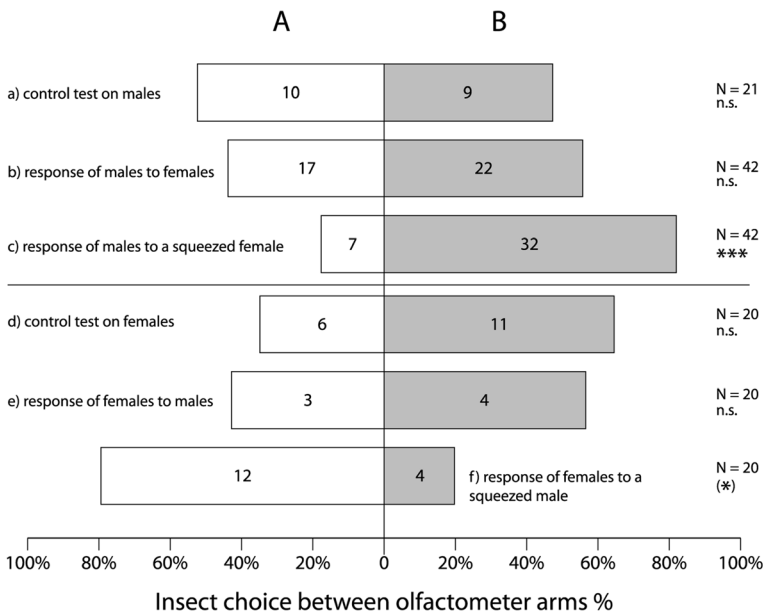 A B
a) control test on males 10 9 N = 21
n.s.
b) response of males to females 17 22 N = 42
n.s.
c) response of males to a squeezed female 7 32 N = 42
***
d) control test on females 6 11 N = 20
n.s.
e) response of females to males 3 4 N = 20
n.s.
12 4 f) response of females to a
squeezed male
N = 20
(*)
100% 80% 60% 40% 20% 0 20% 40% 60% 80% 100%
Insect choice between olfactometer arms %